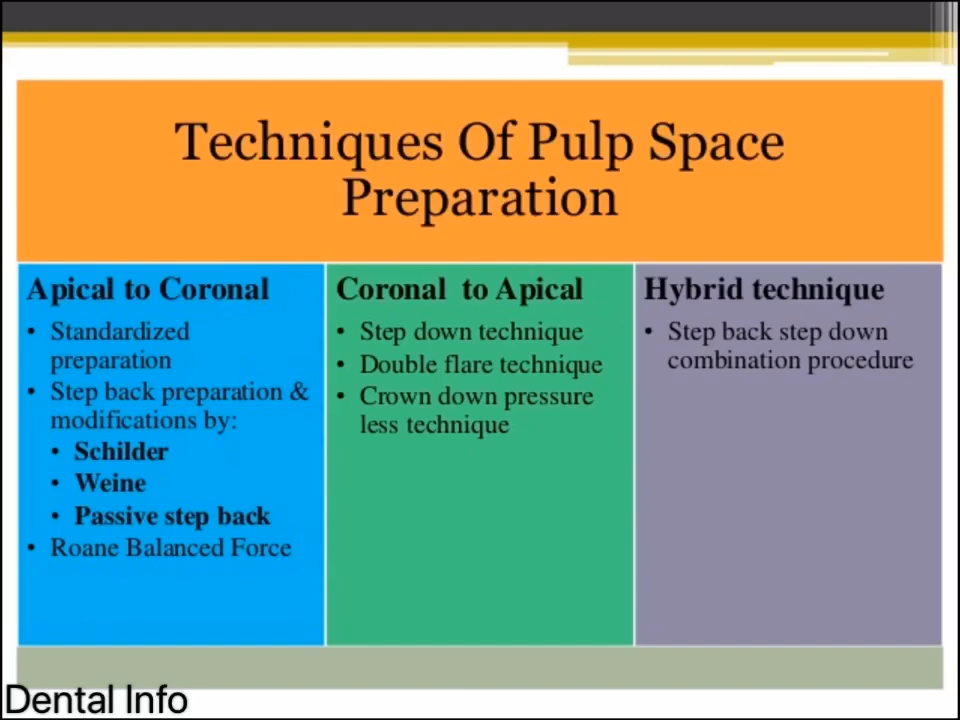 Techniques Of Pulp Space
Preparation
Apical to Coronal
• Standardized
preparation
• Step back preparation &
modifications by:
• Schilder
• Weine
• Passive step back
• Roane Balanced Force
Coronal to Apical
• Step down technique
• Double flare technique
• Crown down pressure
less technique
Hybrid technique
• Step back step down
combination procedure
Dental Info